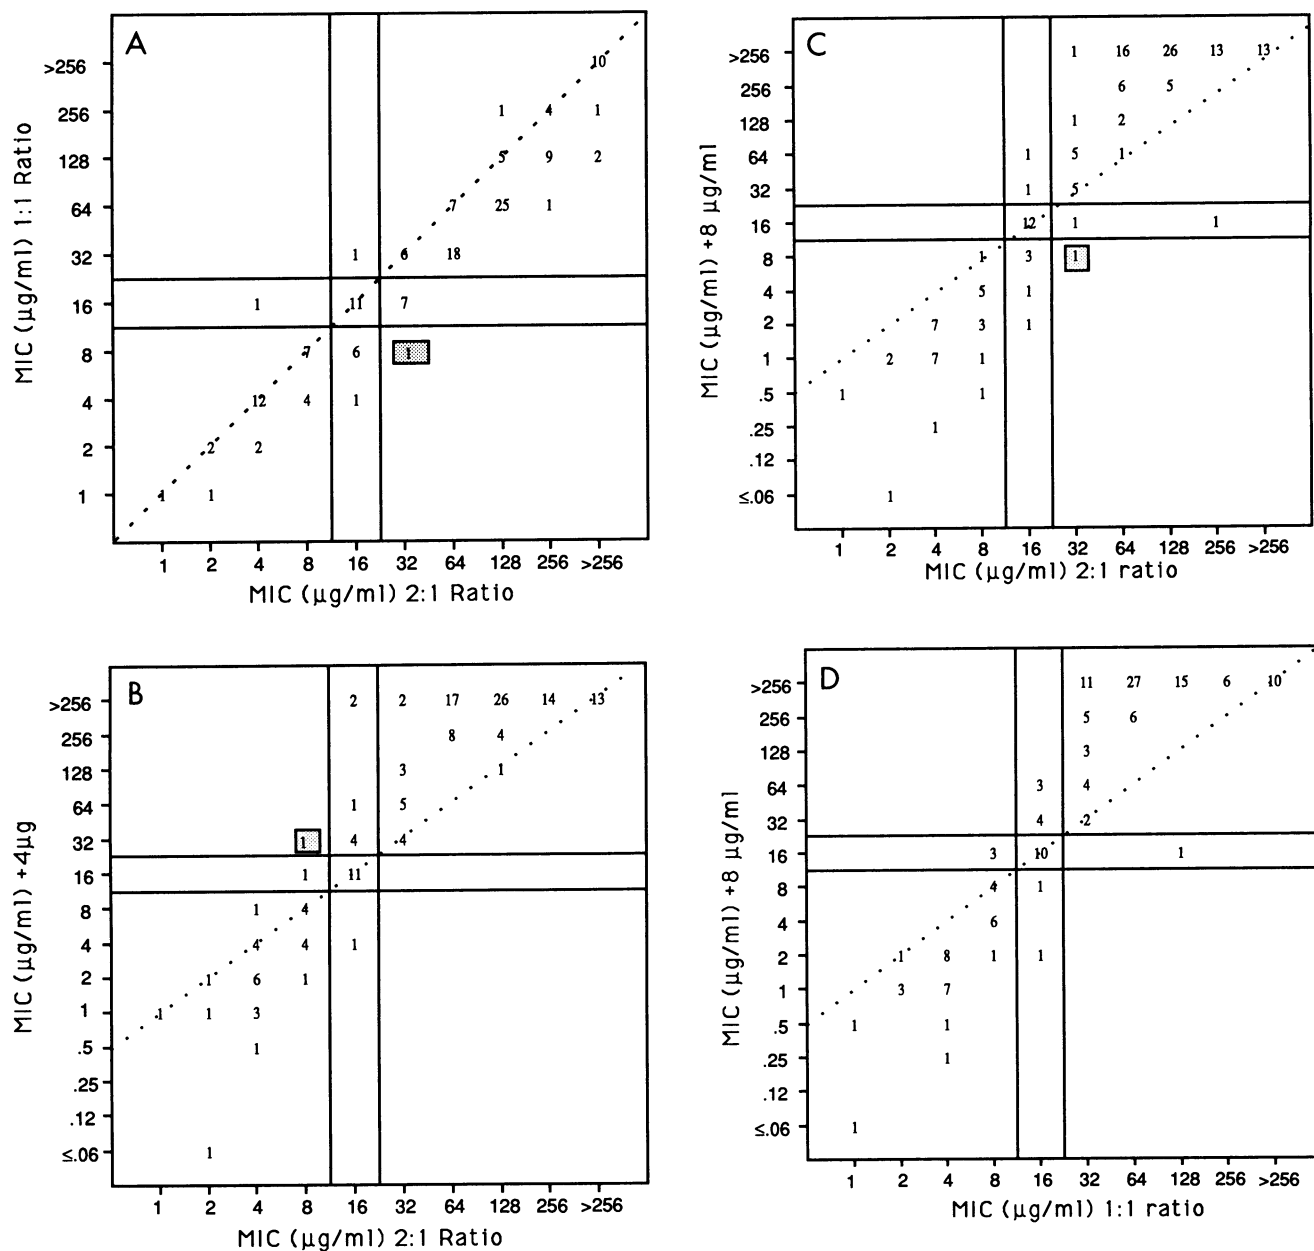 A
>256 10
256 1 4 1
128 5 9 2
64 7 25 1
32 1 6 18
16 1 11 7
8 7 6 1
4 12 4 1
2 2 2
1 1 1
1 2 4 8 16 32 64 128 256 >256
MIC (μg/ml) 1:1 Ratio
MIC (μg/ml) 2:1 Ratio
C
>256 1 16 26 13 13
256 6 5
128 1 2
64 1 5 1
32 1 5
16 12 1 1
8 1 3 1
4 5 1
2 7 3 1
1 2 7 1
.5 1 1
.25 1
.12
≤.06 1
1 2 4 8 16 32 64 128 256 >256
MIC (μg/ml) +8 μg/ml
MIC (μg/ml) 2:1 ratio
B
>256 2 2 17 26 14 13
256 8 4
128 3 1
64 1 5
32 1 4 4
16 1 11
8 1 4
4 4 4 1
2 1 6 1
1 1 1 3
.5 1
.25
.12
≤.06 1
1 2 4 8 16 32 64 128 256 >256
MIC (μg/ml) +4μg
MIC (μg/ml) 2:1 Ratio
D
>256 11 27 15 6 10
256 5 6
128 3
64 3 4
32 4 2
16 3 10 1
8 4 1
4 6
2 1 8 1 1
1 3 7
.5 1 1
.25 1
.12
≤.06 1
1 2 4 8 16 32 64 128 256 >256
MIC (μg/ml) +8 μg/ml
MIC (μg/ml) 1:1 ratio